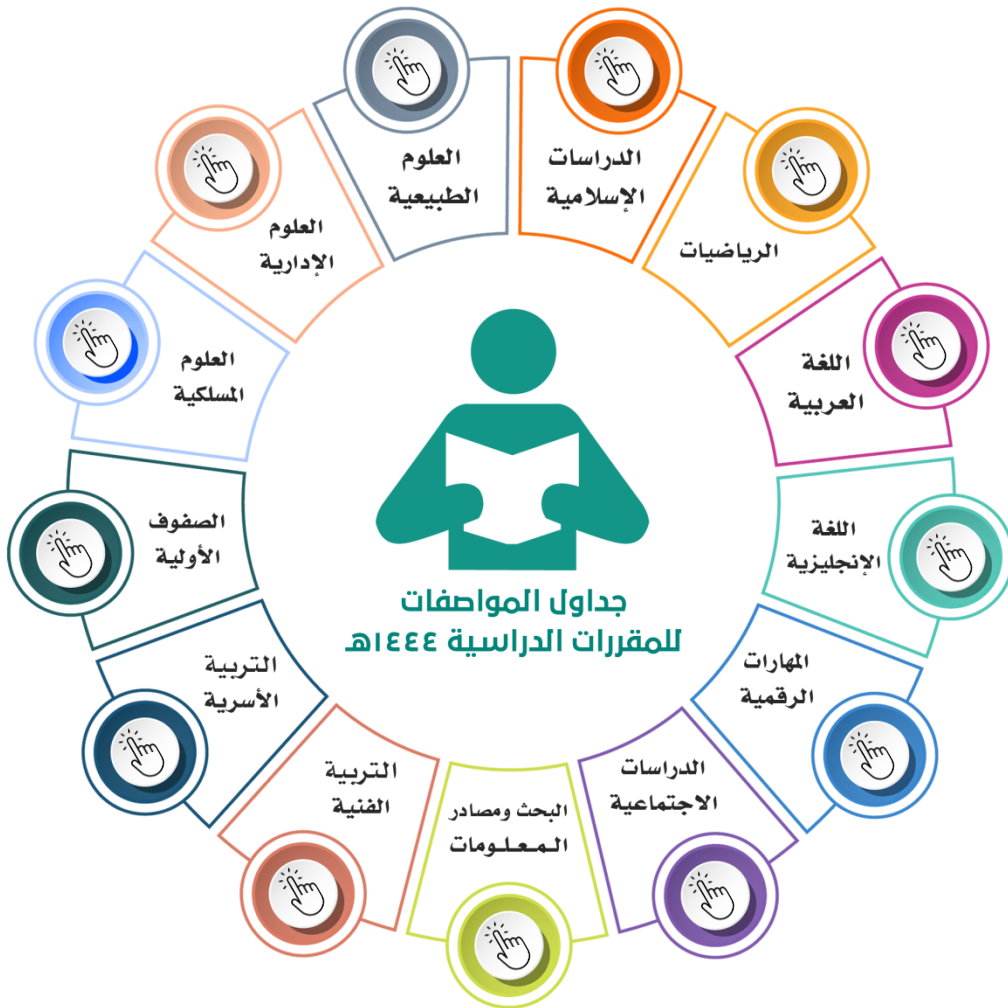 الدراسات
الإسلامية
الرياضيات
اللغة
العربية
اللغة
الإنجليزية
المهارات
الرقمية
الدراسات
الاجتماعية
البحث ومصادر
المـعـلـومات
التربية
الفنية
التربية
الأسرية
الصفوف
الأولية
العلوم
المسلكية
العلوم
الإدارية
العلوم
الطبيعية
جداول المواصفات
للمقررات الدراسية ١٤٤٤هـ